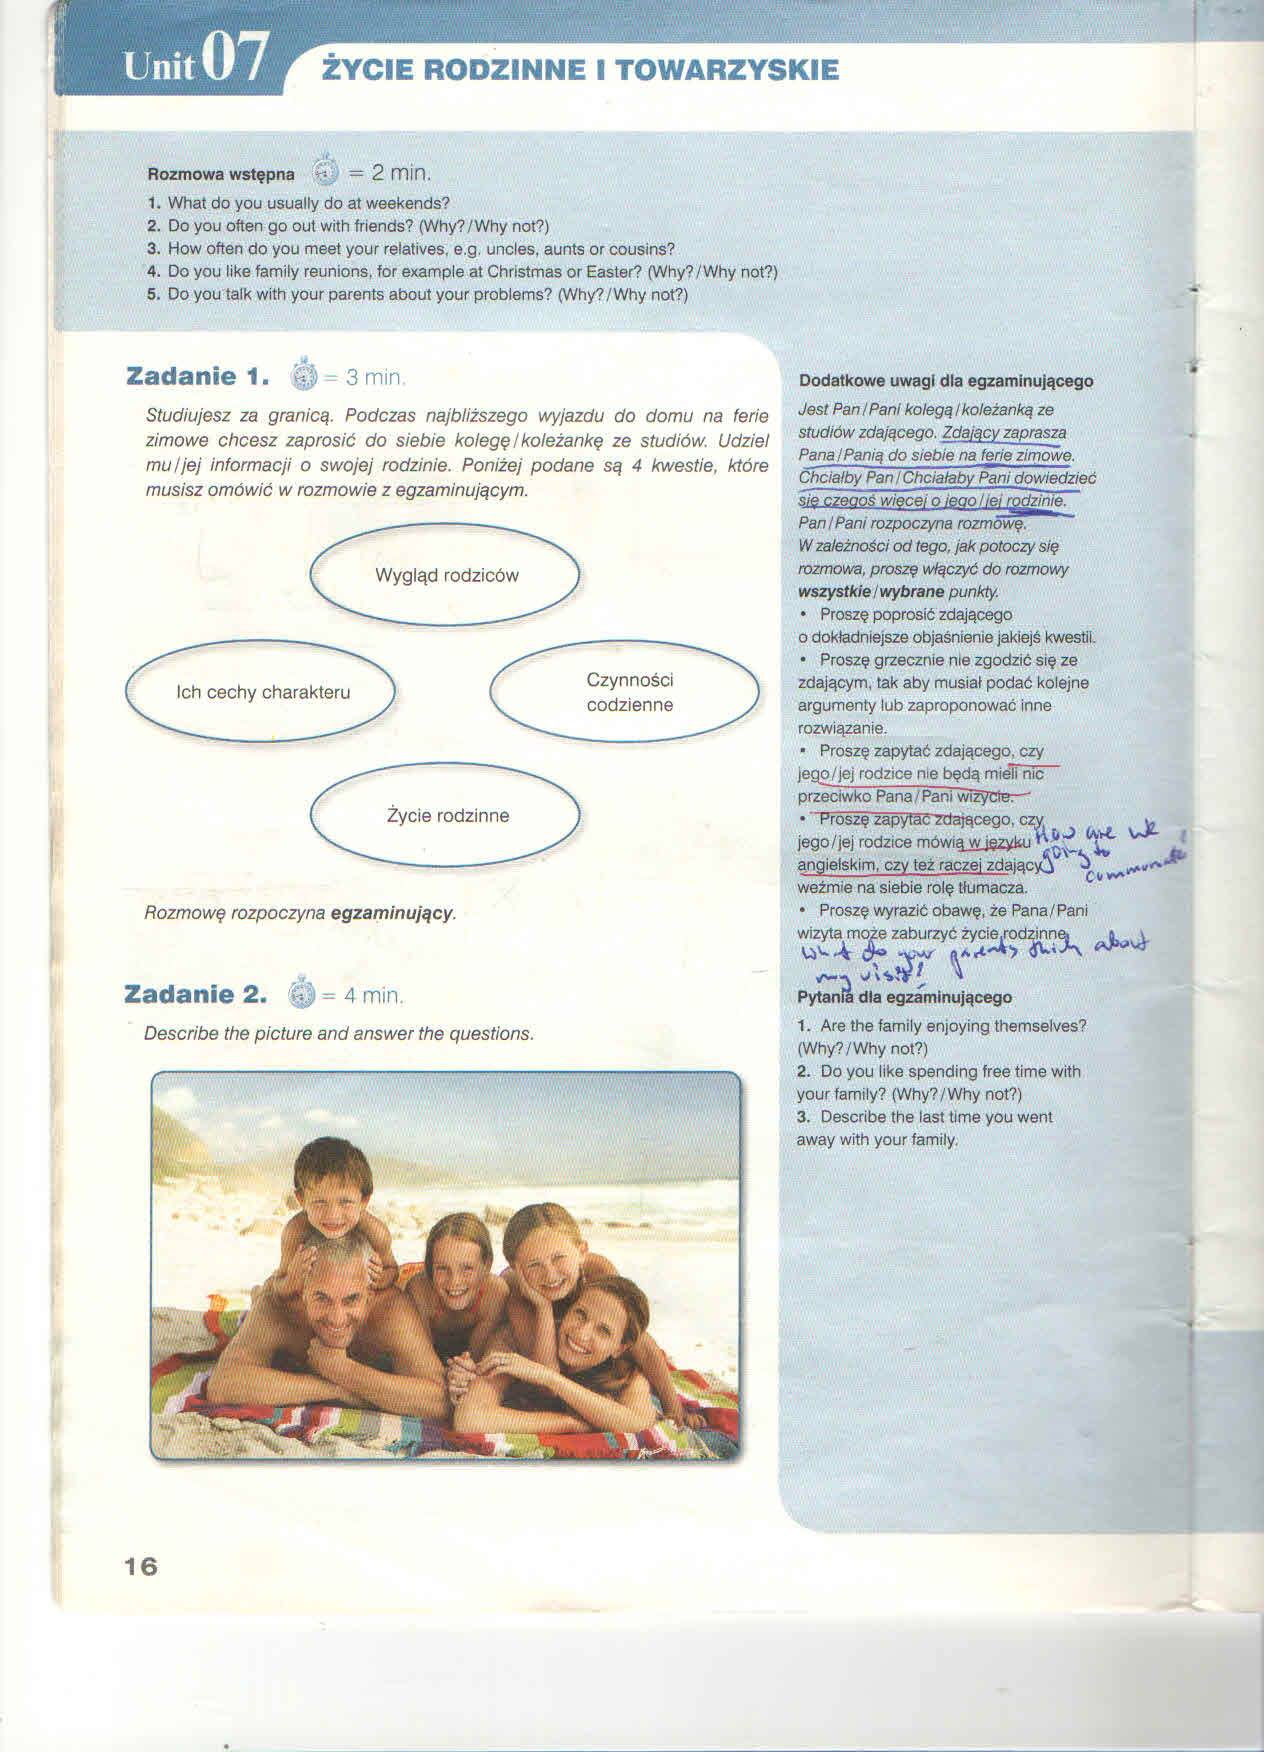 Unit 07
ŻYCIE RODZINNE I TOWARZYSKIE
Rozmowa wstępna = 2 min.
1. What do you usually do at weekends?
2. Do you often go out with friends? (Why?/Why not?)
3. How often do you meet your relatives, e.g. uncles, aunts or cousins?
4. Do you like family reunions, for example at Christmas or Easter? (Why?/Why not?)
5. Do you talk with your parents about your problems? (Why?/Why not?)
Zadanie 1. = 3 min.
Studiujesz za granicą. Podczas najbliższego wyjazdu do domu na ferie
zimowe chcesz zaprosić do siebie kolegę/koleżankę ze studiów. Udziel
mu/jej informacji o swojej rodzinie. Poniżej podane są 4 kwestie, które
musisz omówić w rozmowie z egzaminującym.
Wygląd rodziców
Ich cechy charakteru
Czynności
codzienne
Życie rodzinne
Rozmowę rozpoczyna egzaminujący.
Zadanie 2. = 4 min.
Describe the picture and answer the questions.
16
Dodatkowe uwagi dla egzaminującego
Jest Pan/Pani kolegą/koleżanką ze
studiów zdającego. Zdający zaprasza
Pana/Panią do siebie na ferie zimowe.
Chciałby Pan/Chciałaby Pani dowiedzieć
się czegoś więcej o jego/jej rodzinie.
Pan/Pani rozpoczyna rozmowę.
W zależności od tego, jak potoczy się
rozmowa, proszę włączyć do rozmowy
wszystkie/wybrane punkty.
• Proszę poprosić zdającego
o dokładniejsze objaśnienie jakiejś kwestii.
• Proszę grzecznie nie zgodzić się ze
zdającym, tak aby musiał podać kolejne
argumenty lub zaproponować inne
rozwiązanie.
• Proszę zapytać zdającego, czy
jego/jej rodzice nie będą mieli nic
przeciwko Pana/Pani wizycie.
• Proszę zapytać zdającego, czy
jego/jej rodzice mówią w języku
How are we
angielskim, czy też raczej zdający
going to
communicate
weźmie na siebie rolę tłumacza.
• Proszę wyrazić obawę, że Pana/Pani
wizyta może zaburzyć życie rodzinne.
What do your parents think about
my visit?
Pytania dla egzaminującego
1. Are the family enjoying themselves?
(Why?/Why not?)
2. Do you like spending free time with
your family? (Why?/Why not?)
3. Describe the last time you went
away with your family.